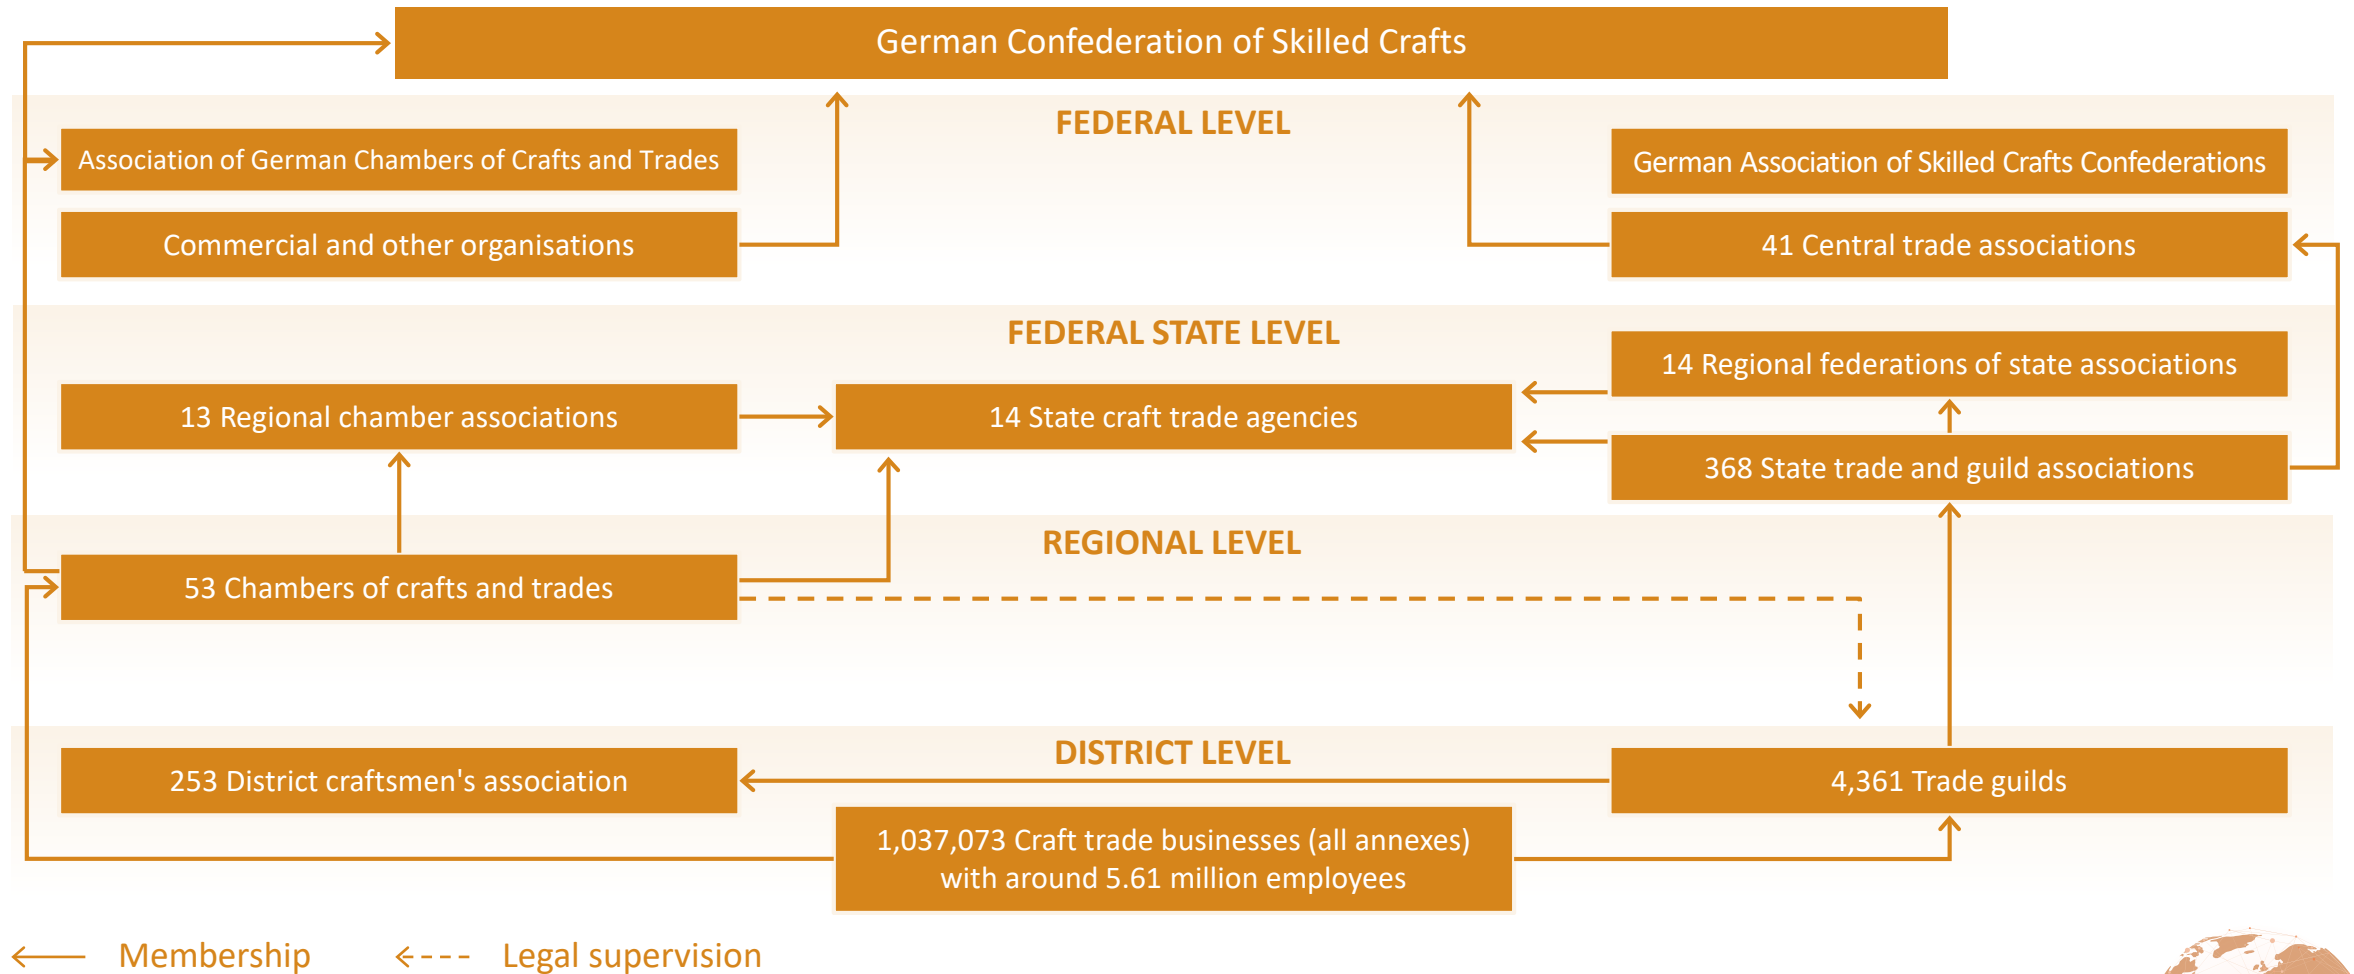 German Confederation of Skilled Crafts
FEDERAL LEVEL
Association of German Chambers of Crafts and Trades
German Association of Skilled Crafts Confederations
Commercial and other organisations
41 Central trade associations
FEDERAL STATE LEVEL
14 Regional federations of state associations
13 Regional chamber associations
14 State craft trade agencies
368 State trade and guild associations
REGIONAL LEVEL
53 Chambers of crafts and trades
DISTRICT LEVEL
253 District craftsmen's association
4,361 Trade guilds
1,037,073 Craft trade businesses (all annexes)
with around 5.61 million employees
Membership
Legal supervision